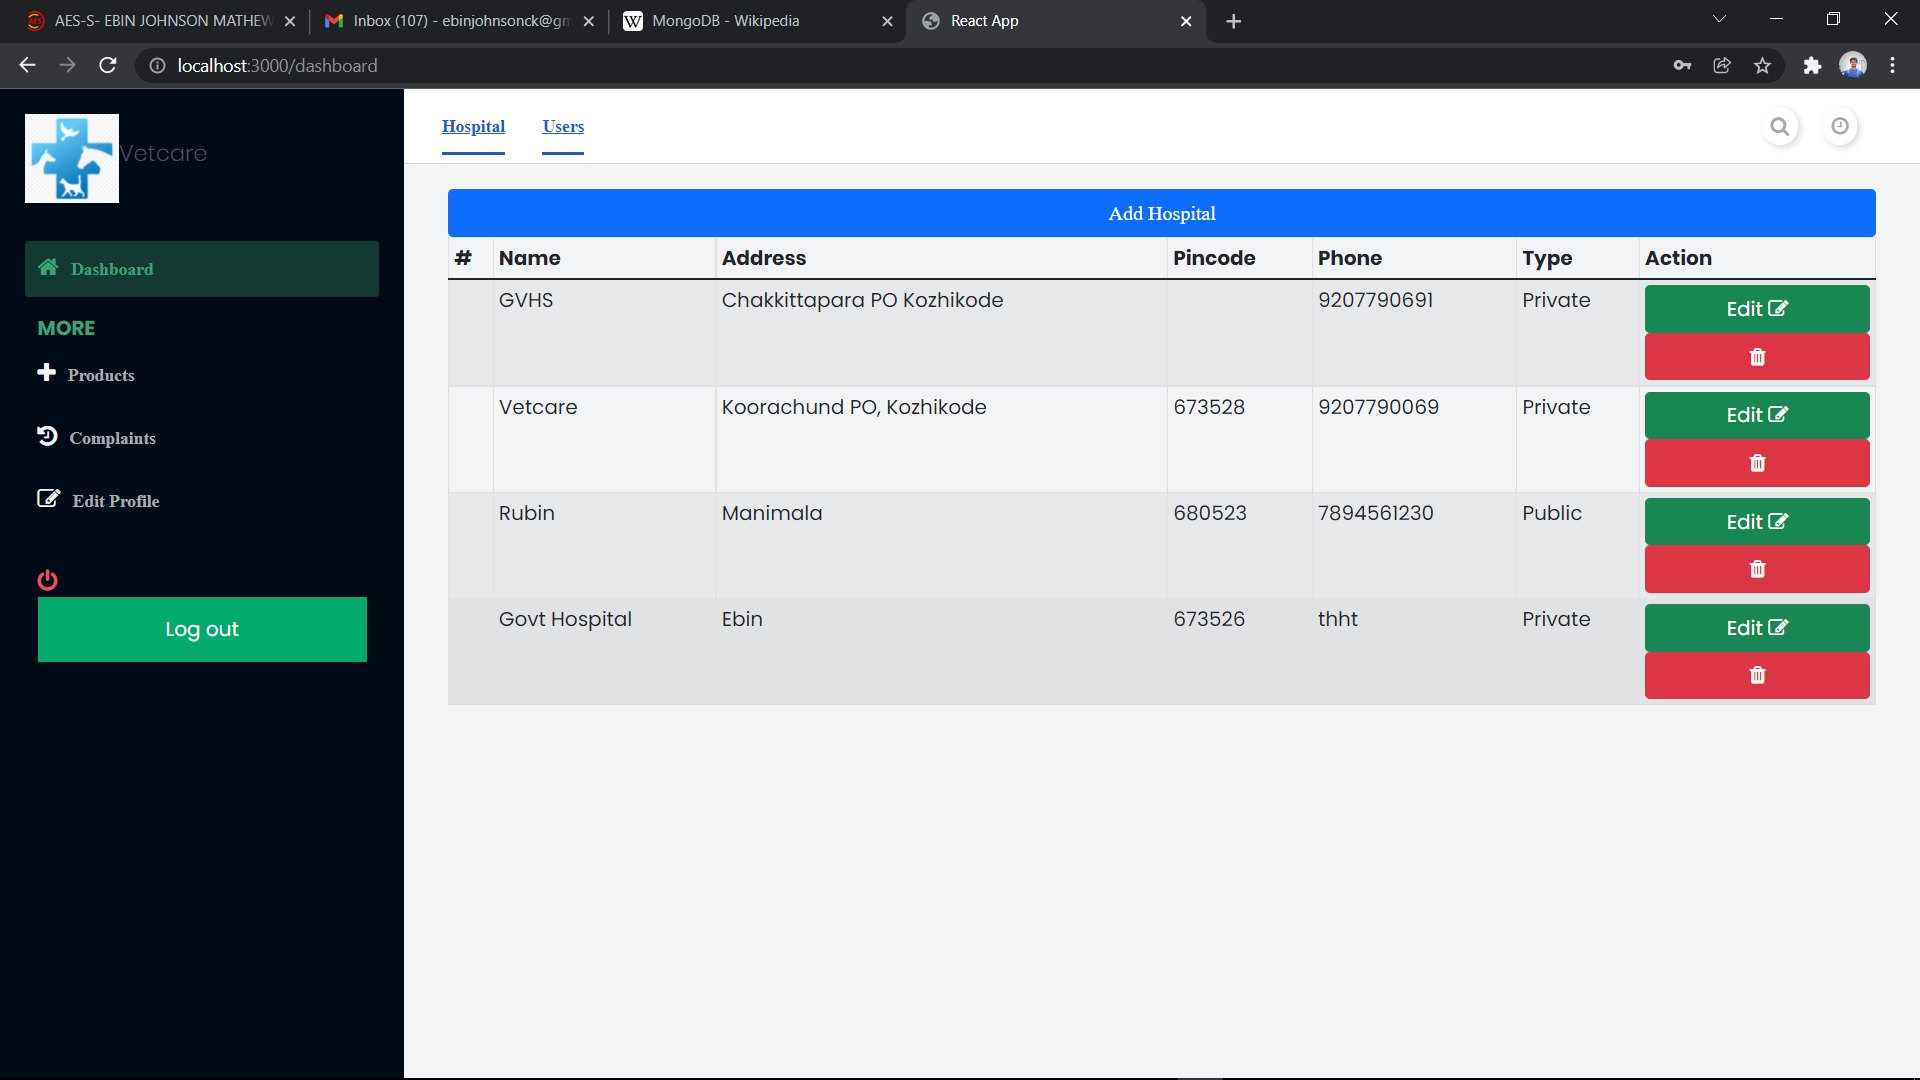 AES-S- EBIN JOHNSON MATHEW
Inbox (107) - ebinjohnsonck@gm
W MongoDB - Wikipedia
React App
localhost:3000/dashboard
Vetcare
Dashboard
MORE
Products
Complaints
Edit Profile
Log out
Hospital Users
Add Hospital
# Name Address Pincode Phone Type Action
GVHS Chakkittapara PO Kozhikode 9207790691 Private Edit
Vetcare Koorachund PO, Kozhikode 673528 9207790069 Private Edit
Rubin Manimala 680523 7894561230 Public Edit
Govt Hospital Ebin 673526 thht Private Edit